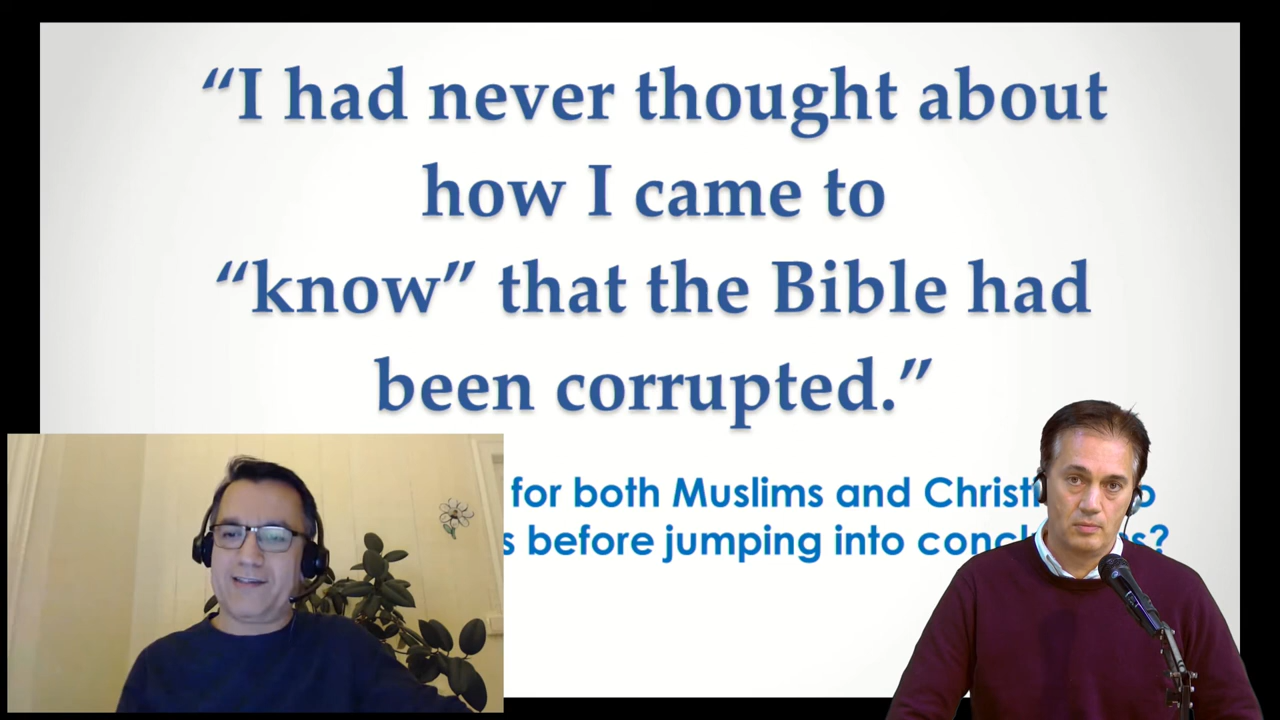 “I had never thought about
how I came to
“know” that the Bible had
been corrupted.”
for both Muslims and
before jumping into